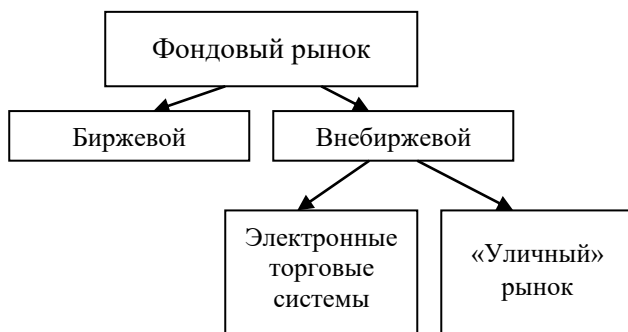 Фондовый рынок
Биржевой
Внебиржевой
Электронные
торговые
системы
«Уличный»
рынок